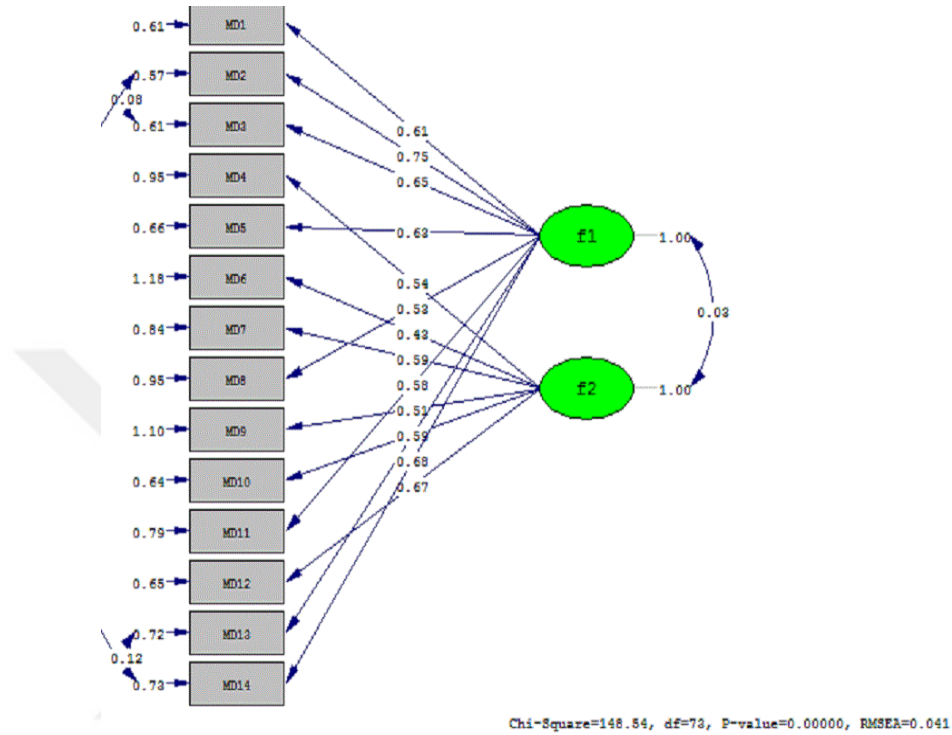 0.61 MD1
0.57 MD2
0.08
0.61 MD3
0.61
0.75
0.95 MD4
0.65
0.66 MD5
0.63
f1
1.00
1.18 MD6
0.54
0.53
0.03
0.84 MD7
0.43
0.59
0.95 MD8
0.58
f2
1.00
0.51
1.10 MD9
0.59
0.68
0.64 MD10
0.67
0.79 MD11
0.65 MD12
0.72 MD13
0.12
0.73 MD14
Chi-Square=148.54, df=73, P-value=0.00000, RMSEA=0.041